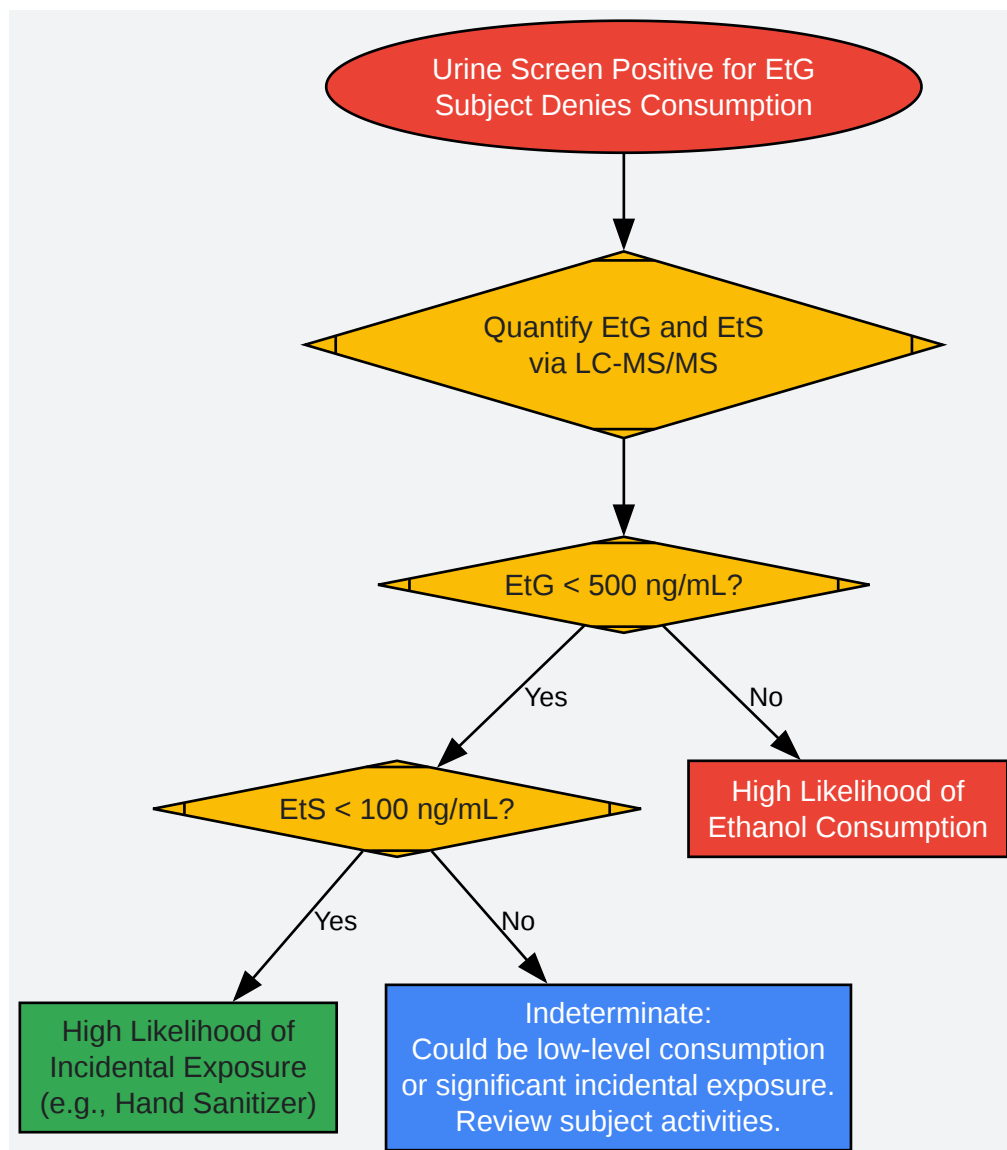 Urine Screen Positive for EtG
Subject Denies Consumption
Quantify EtG and EtS
via LC-MS/MS
EtG < 500 ng/mL?
Yes
No
EtS < 100 ng/mL?
High Likelihood of
Ethanol Consumption
Yes
No
High Likelihood of
Incidental Exposure
(e.g., Hand Sanitizer)
Indeterminate:
Could be low-level consumption
or significant incidental exposure.
Review subject activities.